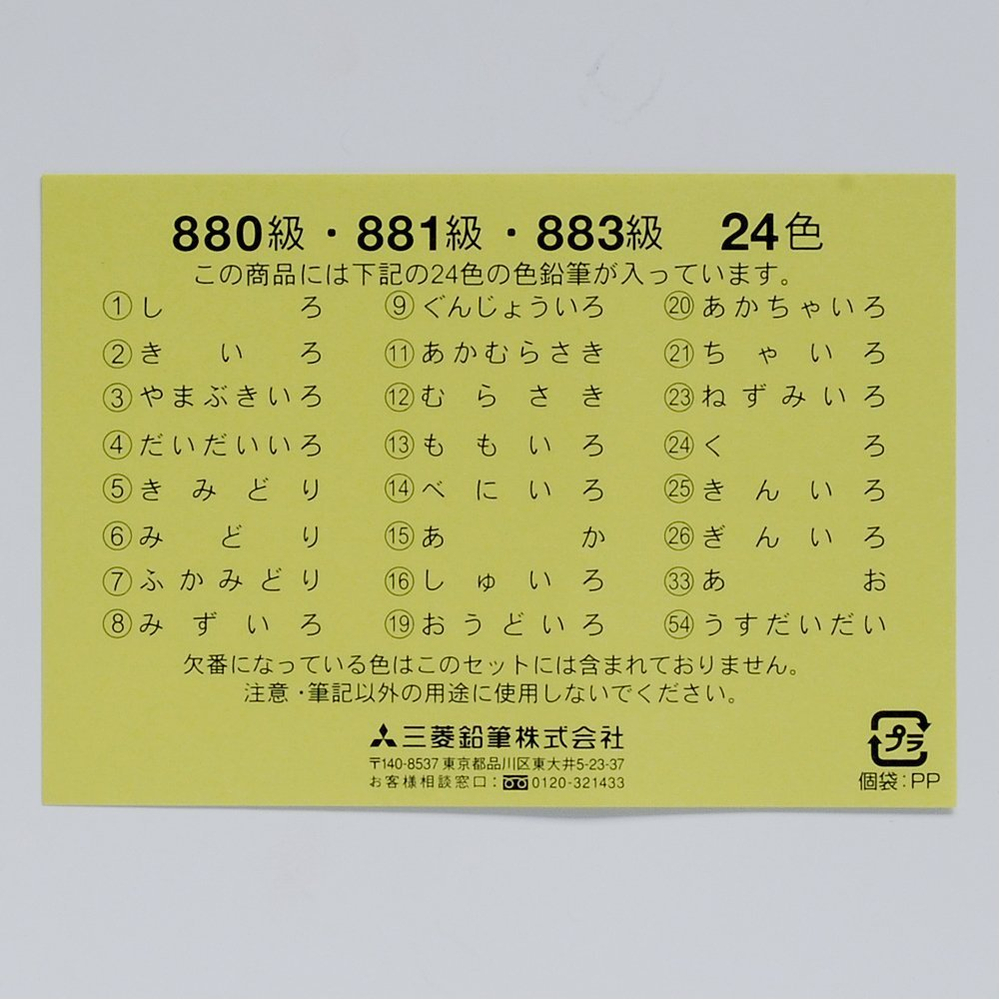 880級・881級・883級 24色
この商品には下記の24色の色鉛筆が入っています。
①しろ ⑨ぐんじょういろ ⑳あかちゃいろ
②きいろ ⑪あかむらさき ㉑ちゃいろ
③やまぶきいろ ⑫むらさき ㉓ねずみいろ
④だいだいいろ ⑬ももいろ ㉔くろ
⑤きみどり ⑭べにいろ ㉕きんいろ
⑥みどり ⑮あか ㉖ぎんいろ
⑦ふかみどり ⑯しゅいろ ㉝あお
⑧みずいろ ⑲おうどいろ 54うすだいだい
欠番になっている色はこのセットには含まれておりません。
注意・筆記以外の用途に使用しないでください。
三菱鉛筆株式会社
〒140-8537 東京都品川区東大井5-23-37
お客様相談窓口：0120-321433
プラ
個袋：PP